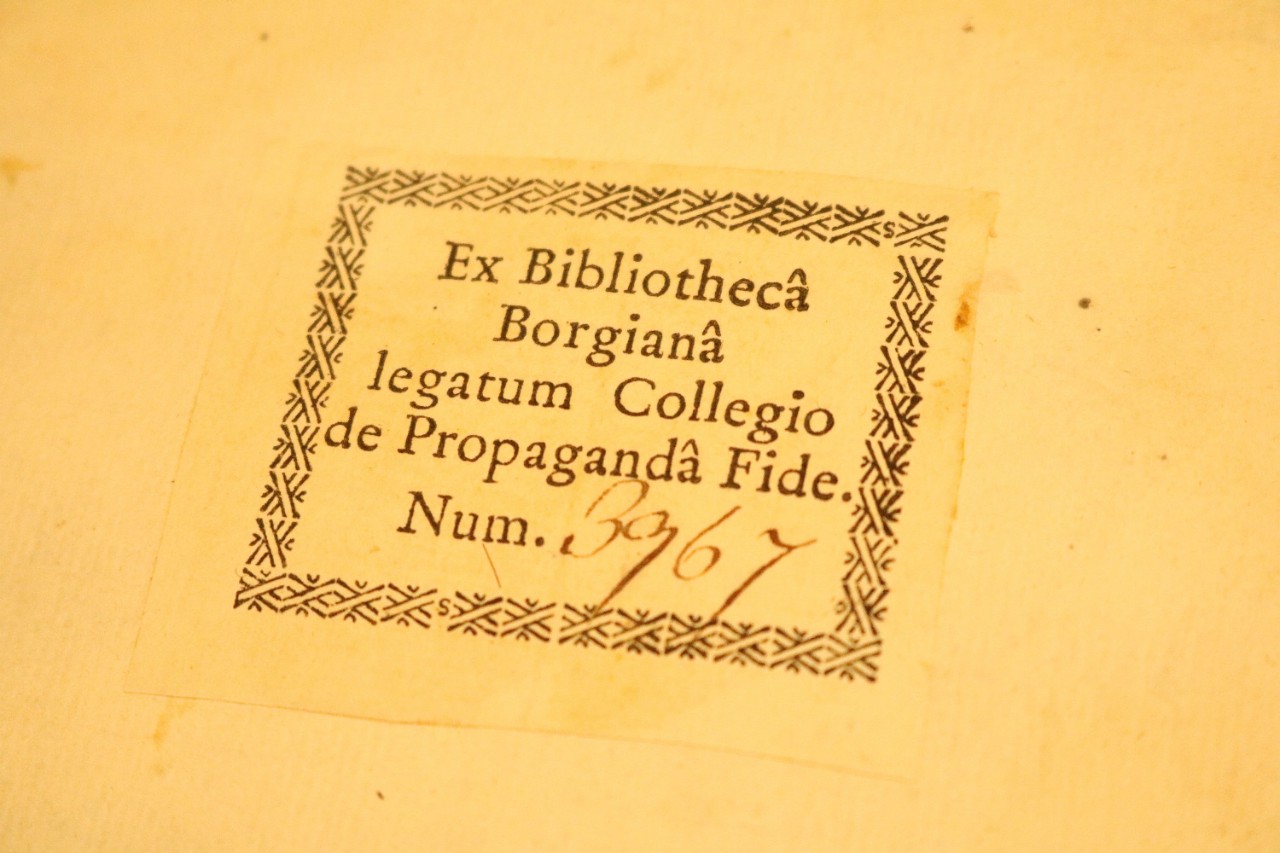 Ex Bibliothecâ
Borgianâ
legatum Collegio
de Propagandâ Fide.
Num. 3967